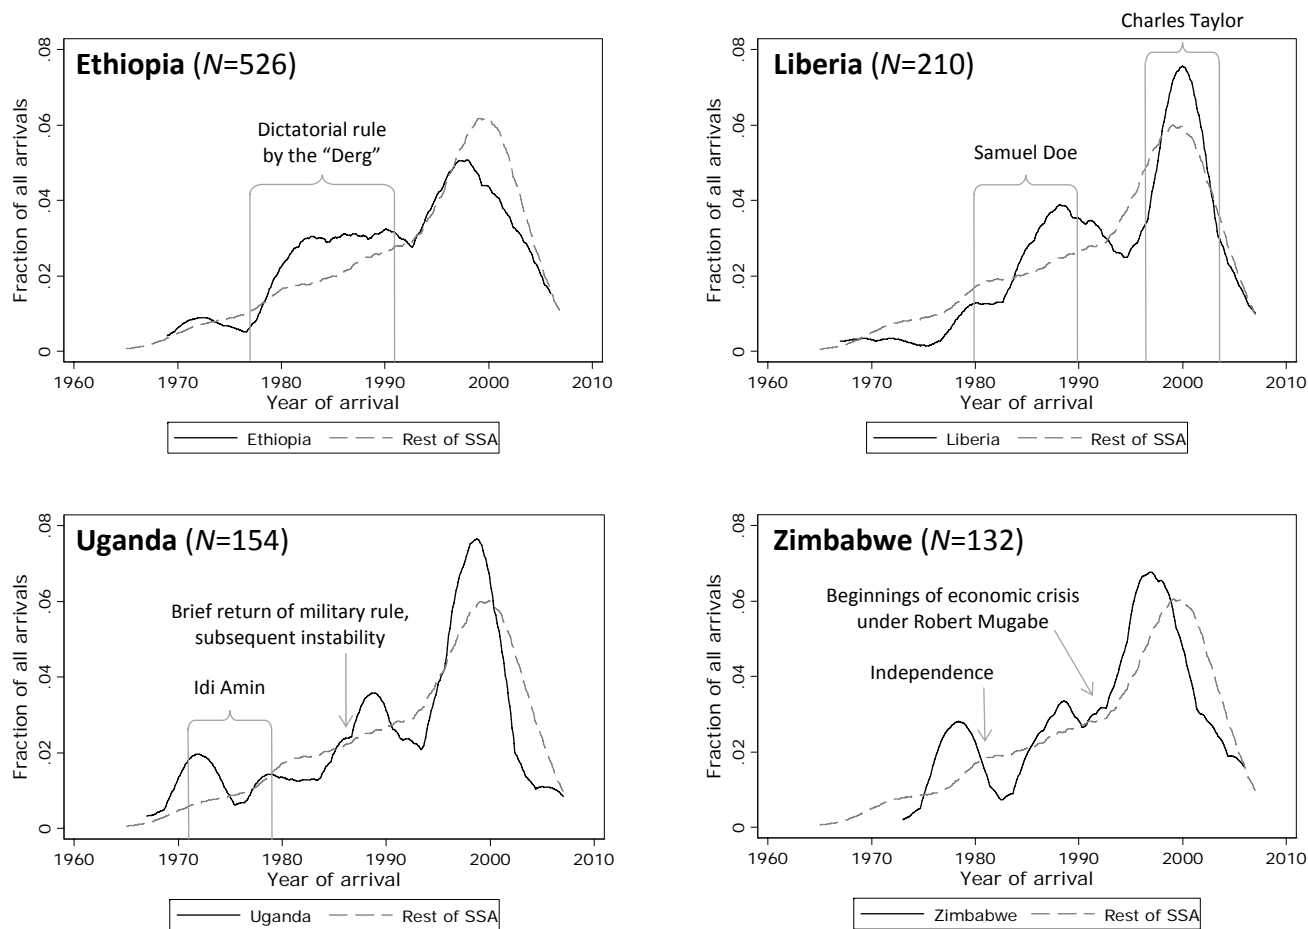 Charles Taylor
Ethiopia (N=526)
Dictatorial rule
by the “Derg”
Fraction of all arrivals
0 .02 .04 .06 .08
1960 1970 1980 1990 2000 2010
Year of arrival
Ethiopia Rest of SSA
Liberia (N=210)
Samuel Doe
Fraction of all arrivals
0 .02 .04 .06 .08
1960 1970 1980 1990 2000 2010
Year of arrival
Liberia Rest of SSA
Uganda (N=154)
Brief return of military rule,
subsequent instability
Idi Amin
Fraction of all arrivals
0 .02 .04 .06 .08
1960 1970 1980 1990 2000 2010
Year of arrival
Uganda Rest of SSA
Zimbabwe (N=132)
Beginnings of economic crisis
under Robert Mugabe
Independence
Fraction of all arrivals
0 .02 .04 .06 .08
1960 1970 1980 1990 2000 2010
Year of arrival
Zimbabwe Rest of SSA